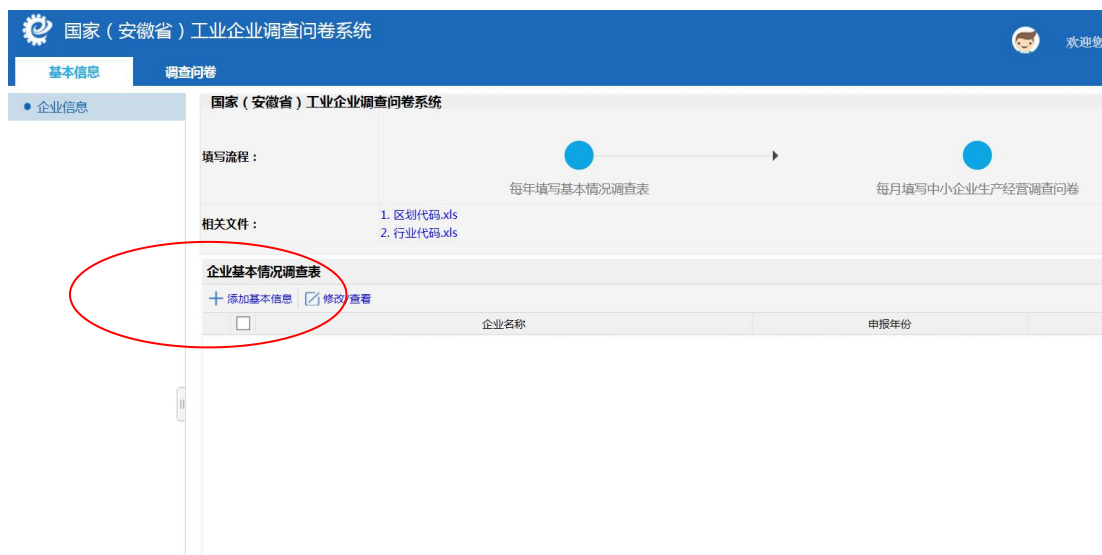 国家（安徽省）工业企业调查问卷系统
欢迎您
基本信息 调查问卷
企业信息
国家（安徽省）工业企业调查问卷系统
填写流程：
每年填写基本情况调查表 每月填写中小企业生产经营调查问卷
相关文件：
1. 区划代码.xls
2. 行业代码.xls
企业基本情况调查表
添加基本信息 修改/查看
企业名称 申报年份